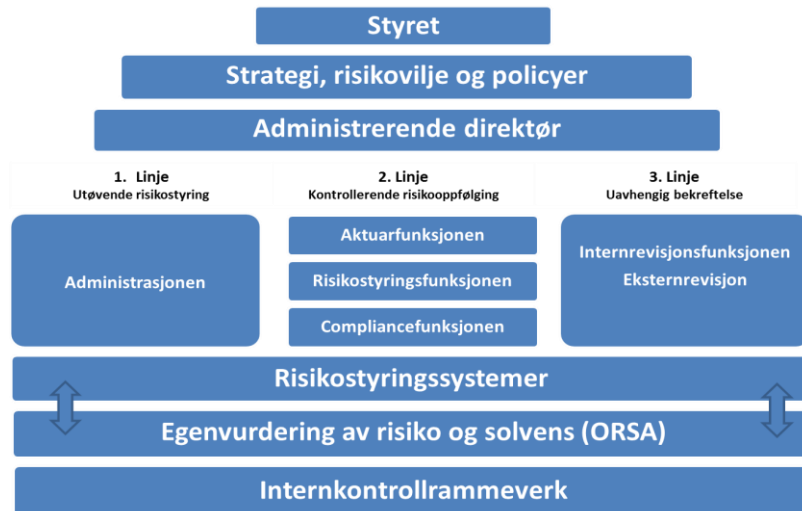 Styret
Strategi, risikovilje og policyer
Administrerende direktør
1. Linje
Utøvende risikostyring
2. Linje
Kontrollerende risikooppfølging
3. Linje
Uavhengig bekreftelse
Administrasjonen
Aktuarfunksjonen
Risikostyringsfunksjonen
Compliancefunksjonen
Internrevisjonsfunksjonen
Eksternrevisjon
Risikostyringssystemer
Egenvurdering av risiko og solvens (ORSA)
Internkontrollrammeverk